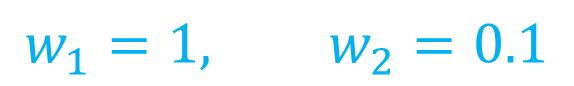 w₁ = 1, w₂ = 0.1